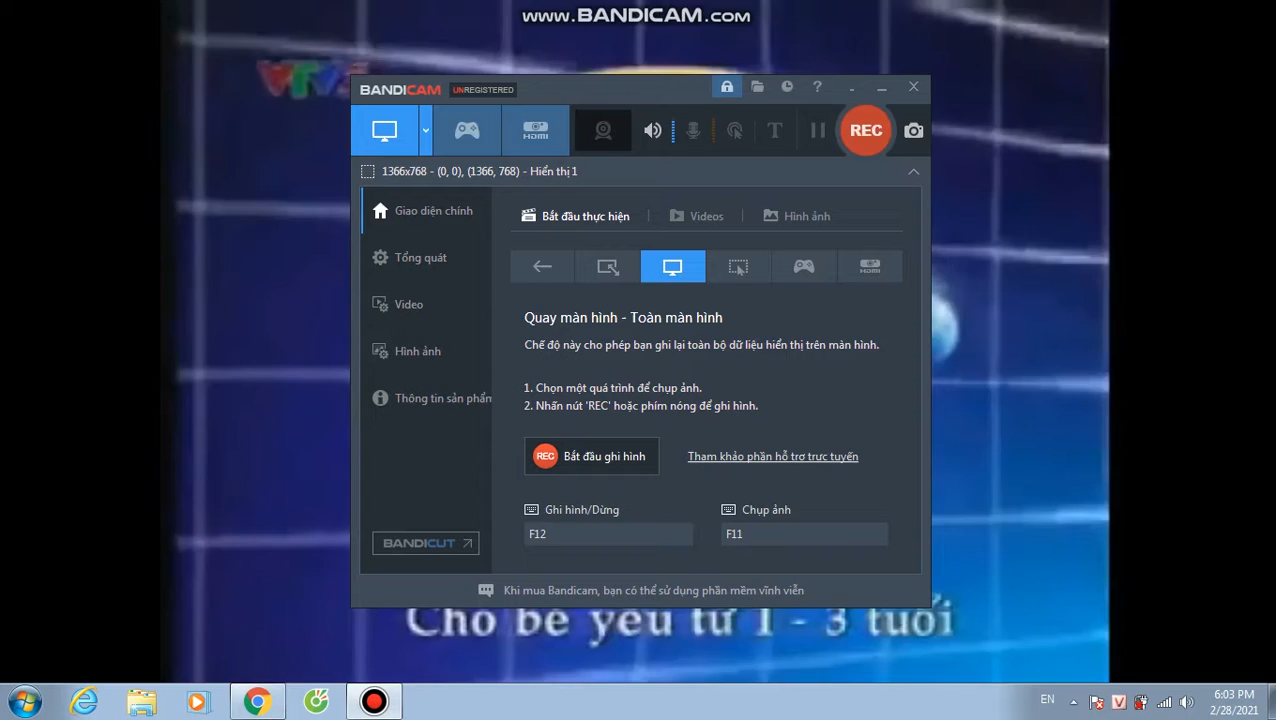 www.BANDICAM.com
VTV3
BANDICAM UNREGISTERED
HDMI
T
REC
1366x768 - (0, 0), (1366, 768) - Hiển thị 1
Giao diện chính
Tổng quát
Video
Hình ảnh
Thông tin sản phẩm
BANDICUT
Bắt đầu thực hiện
Videos
Hình ảnh
HDMI
Quay màn hình - Toàn màn hình
Chế độ này cho phép bạn ghi lại toàn bộ dữ liệu hiển thị trên màn hình.
1. Chọn một quá trình để chụp ảnh.
2. Nhấn nút 'REC' hoặc phím nóng để ghi hình.
REC Bắt đầu ghi hình
Tham khảo phần hỗ trợ trực tuyến
Ghi hình/Dừng
Chụp ảnh
F12
F11
Khi mua Bandicam, bạn có thể sử dụng phần mềm vĩnh viễn
Cho bé yêu từ 1 - 3 tuổi
EN
V
6:03 PM
2/28/2021